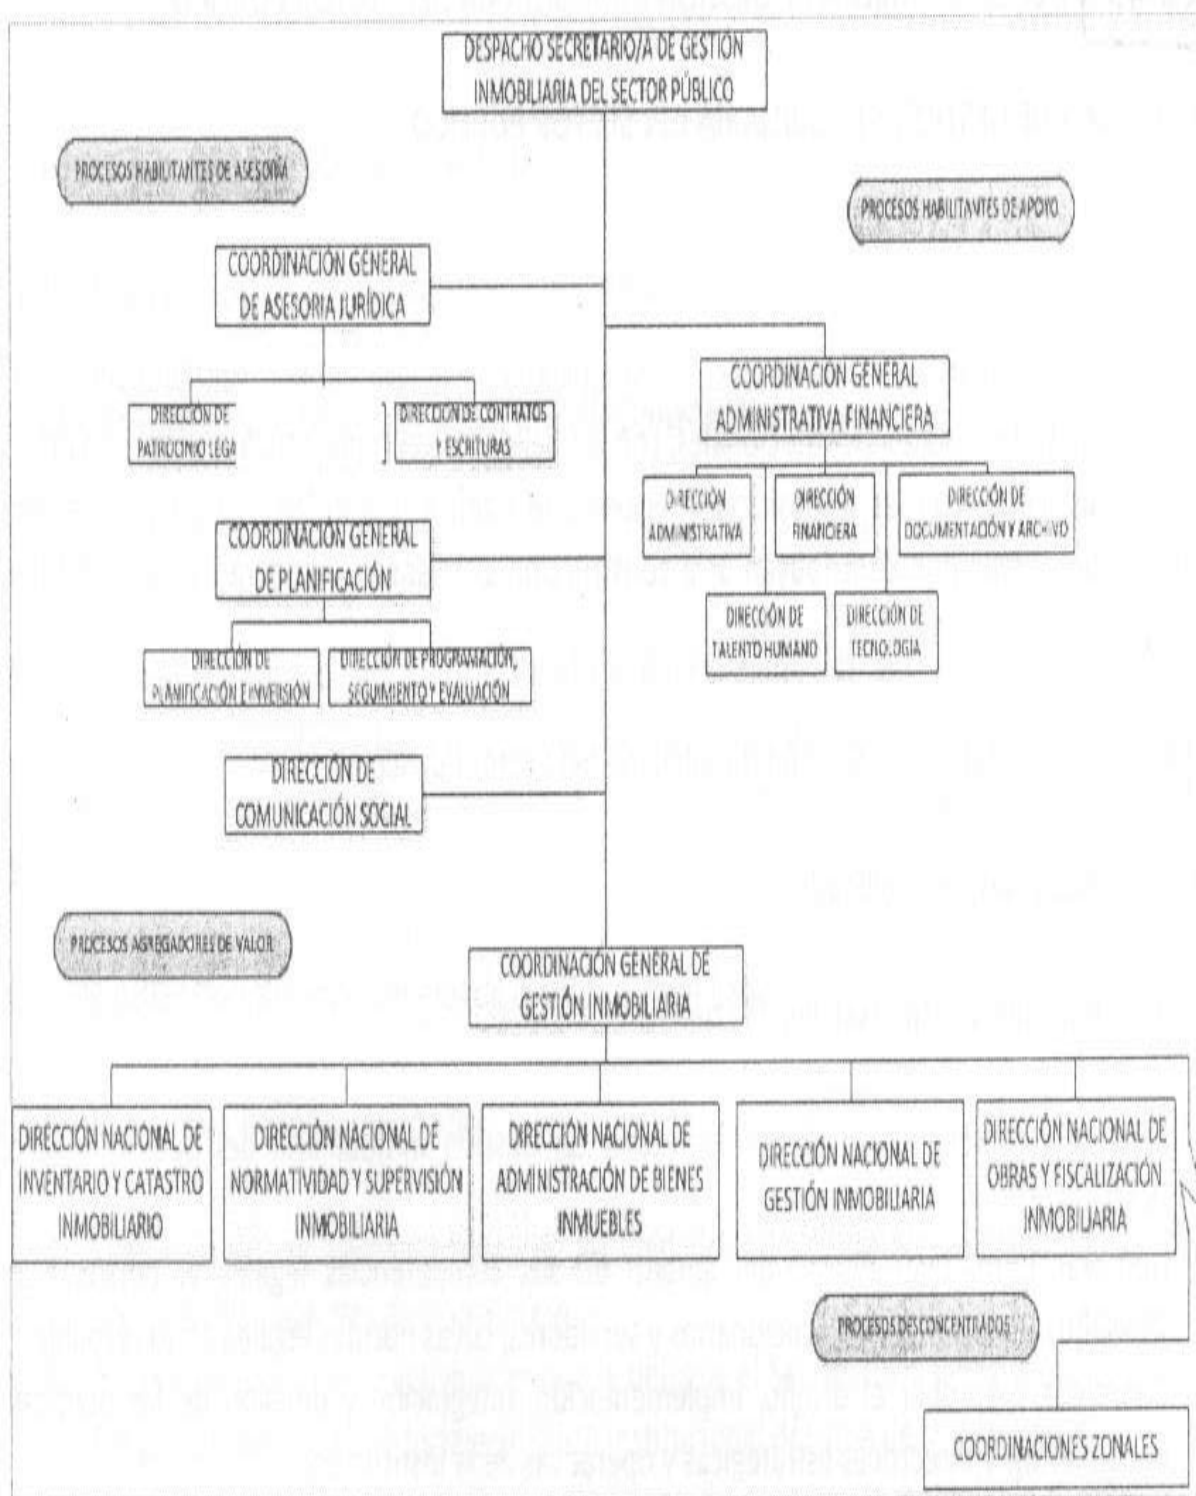 DESPACHO SECRETARIO/A DE GESTIÓN
INMOBILIARIA DEL SECTOR PÚBLICO
PROCESOS HABILITANTES DE ASESORÍA
PROCESOS HABILITANTES DE APOYO
COORDINACIÓN GENERAL
DE ASESORIA JURÍDICA
COORDINACIÓN GENERAL
ADMINISTRATIVA FINANCIERA
DIRECCIÓN DE
PATROCINIO LEGA
DIRECCIÓN DE CONTRATOS
Y ESCRITURAS
DIRECCIÓN
ADMINISTRATIVA
DIRECCIÓN
FINANCIERA
DIRECCIÓN DE
DOCUMENTACIÓN Y ARCHIVO
COORDINACIÓN GENERAL
DE PLANIFICACIÓN
DIRECCIÓN DE
TALENTO HUMANO
DIRECCIÓN DE
TECNOLOGÍA
DIRECCIÓN DE
PLANIFICACIÓN E INVERSIÓN
DIRECCIÓN DE PROGRAMACIÓN,
SEGUIMIENTO Y EVALUACIÓN
DIRECCIÓN DE
COMUNICACIÓN SOCIAL
PROCESOS AGREGADORES DE VALOR
COORDINACIÓN GENERAL DE
GESTIÓN INMOBILIARIA
DIRECCIÓN NACIONAL DE
INVENTARIO Y CATASTRO
INMOBILIARIO
DIRECCIÓN NACIONAL DE
NORMATIVIDAD Y SUPERVISIÓN
INMOBILIARIA
DIRECCIÓN NACIONAL DE
ADMINISTRACIÓN DE BIENES
INMUEBLES
DIRECCIÓN NACIONAL DE
GESTIÓN INMOBILIARIA
DIRECCIÓN NACIONAL DE
OBRAS Y FISCALIZACIÓN
INMOBILIARIA
PROCESOS DESCONCENTRADOS
COORDINACIONES ZONALES